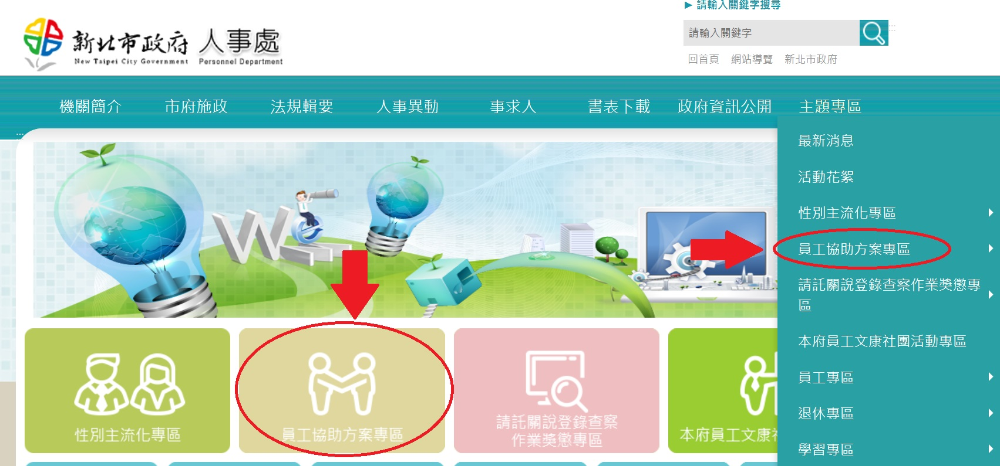 ▶ 請輸入關鍵字搜尋
新北市政府 人事處
New Taipei City Government Personnel Department
請輸入關鍵字
:::
回首頁 網站導覽 新北市政府
機關簡介 市府施政 法規輯要 人事異動 事求人 書表下載 政府資訊公開 主題專區
:::
最新消息
活動花絮
性別主流化專區
員工協助方案專區
請託關說登錄查察作業獎懲專
區
本府員工文康社團活動專區
員工專區
退休專區
學習專區
We
性別主流化專區
員工協助方案專區
請託關說登錄查察
作業獎懲專區
本府員工文康